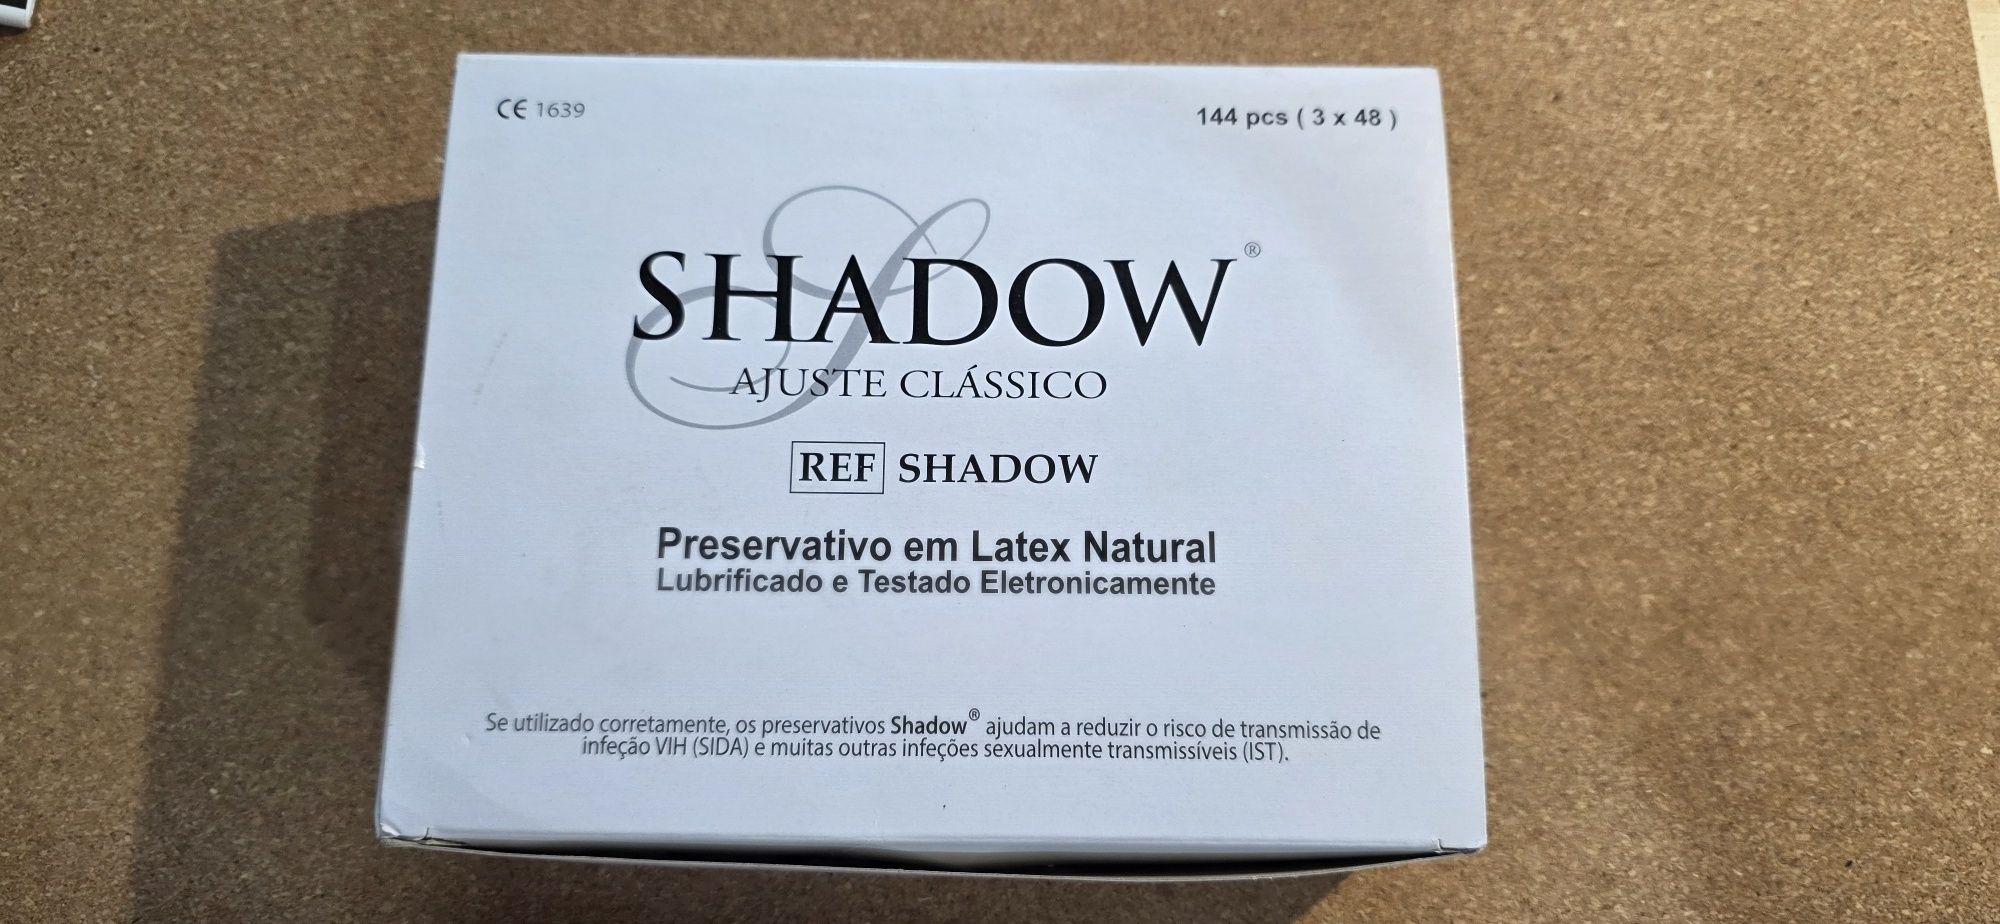 CE 1639
144 pcs ( 3 x 48 )
SHADOW®
AJUSTE CLÁSSICO
REF SHADOW
Preservativo em Latex Natural
Lubrificado e Testado Eletronicamente
Se utilizado corretamente, os preservativos Shadow® ajudam a reduzir o risco de transmissão de
infeção VIH (SIDA) e muitas outras infeções sexualmente transmissíveis (IST).